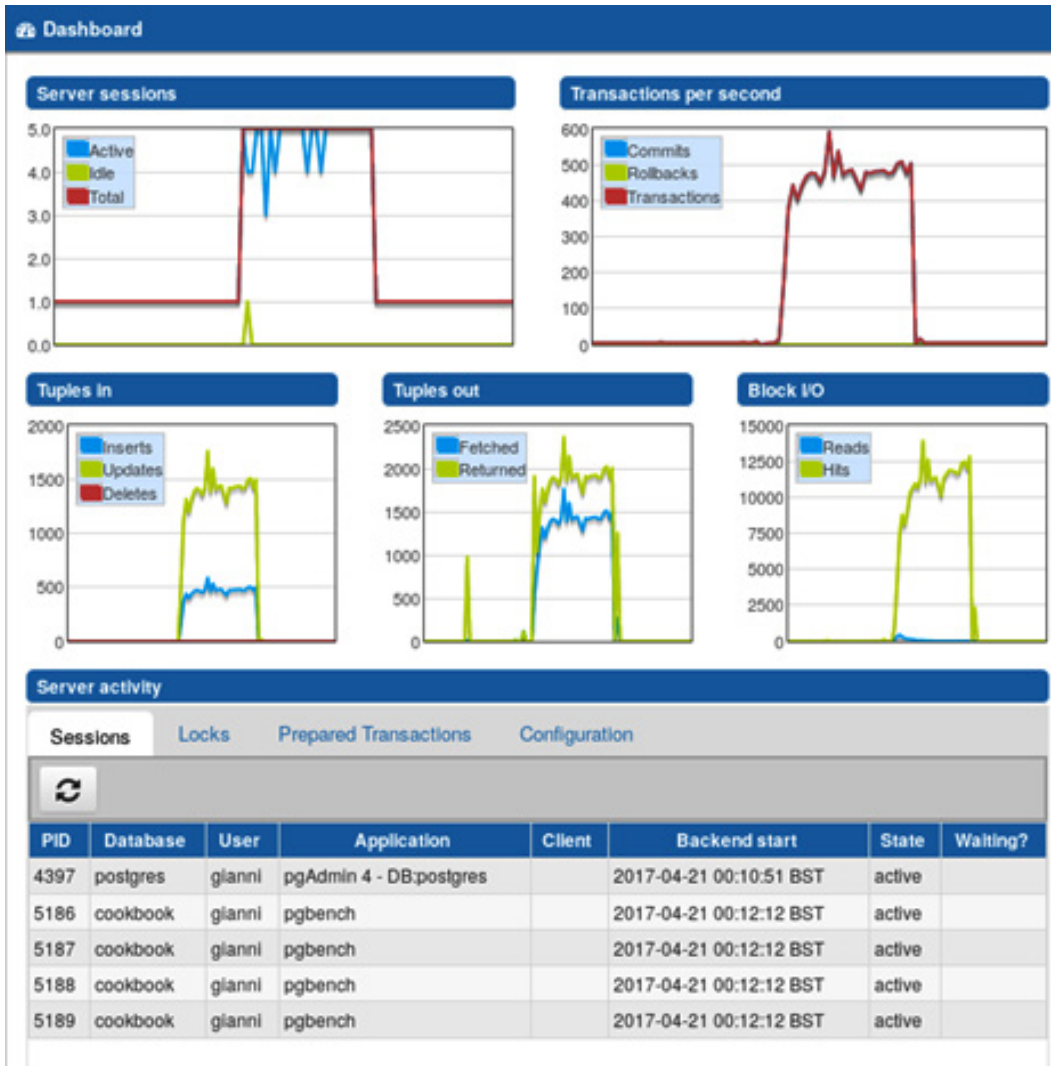 Dashboard
Server sessions
5.0
4.0
3.0
2.0
1.0
0.0
Active
Idle
Total
Transactions per second
600
500
400
300
200
100
0
Commits
Rollbacks
Transactions
Tuples in
2000
1500
1000
500
0
Inserts
Updates
Deletes
Tuples out
2500
2000
1500
1000
500
0
Fetched
Returned
Block I/O
15000
12500
10000
7500
5000
2500
0
Reads
Hits
Server activity
Sessions Locks Prepared Transactions Configuration
PID Database User Application Client Backend start State Waiting?
4397 postgres gianni pgAdmin 4 - DB:postgres 2017-04-21 00:10:51 BST active
5186 cookbook gianni pgbench 2017-04-21 00:12:12 BST active
5187 cookbook gianni pgbench 2017-04-21 00:12:12 BST active
5188 cookbook gianni pgbench 2017-04-21 00:12:12 BST active
5189 cookbook gianni pgbench 2017-04-21 00:12:12 BST active